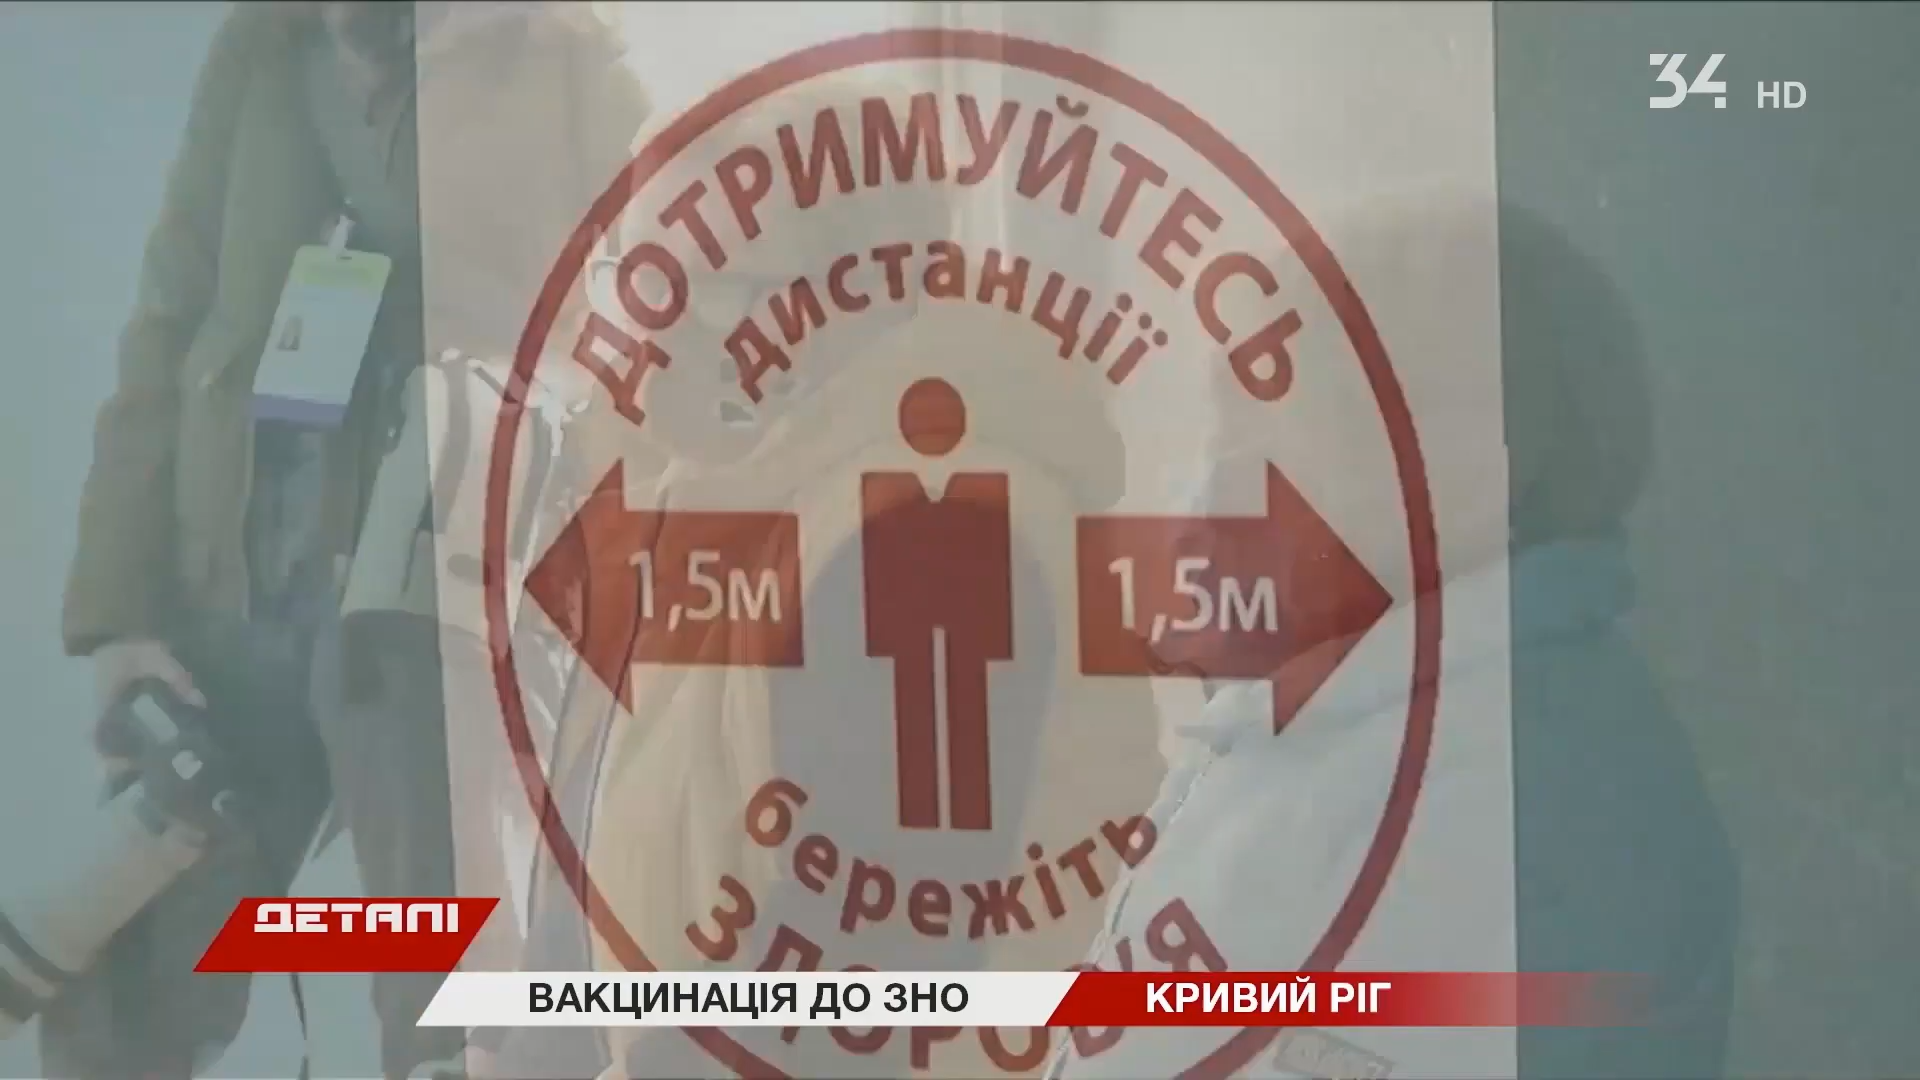 34 HD
ДОТРИМУЙТЕСЬ
дистанції
1,5м
1,5м
бережіть
ЗДОРОВ'Я
ДЕТАЛІ
ВАКЦИНАЦІЯ ДО ЗНО
КРИВИЙ РІГ